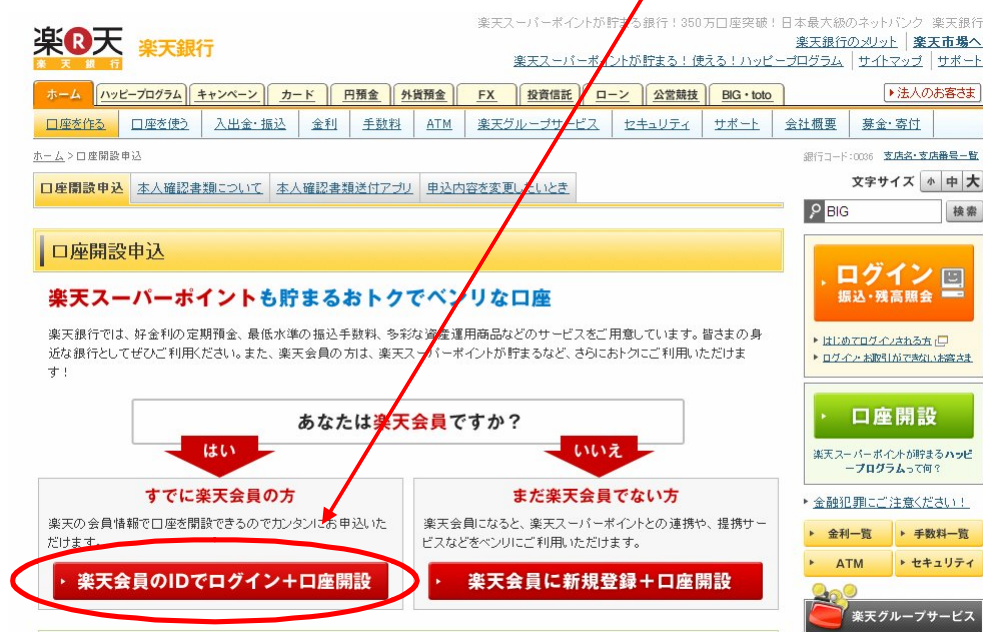 楽天スーパーポイントが貯まる銀行！350万口座突破！日本最大級のネットバンク 楽天銀行
楽R天
楽天銀行
楽天銀行
楽天銀行のメリット 楽天市場へ
楽天スーパーポイントが貯まる！使える！ハッピープログラム サイトマップ サポート
ホーム ハッピープログラム キャンペーン カード 円預金 外貨預金 FX 投資信託 ローン 公営競技 BIG・toto 法人のお客さま
口座を作る 口座を使う 入出金・振込 金利 手数料 ATM 楽天グループサービス セキュリティ サポート 会社概要 募金・寄付
ホーム > 口座開設申込
銀行コード：0036 支店名・支店番号一覧
口座開設申込 本人確認書類について 本人確認書類送付アプリ 申込内容を変更したいとき
文字サイズ 小 中 大
BIG 検索
口座開設申込
楽天スーパーポイントも貯まるおトクでベンリな口座
楽天銀行では、好金利の定期預金、最低水準の振込手数料、多彩な資産運用商品などのサービスをご用意しています。皆さまの身
近な銀行としてぜひご利用ください。また、楽天会員の方は、楽天スーパーポイントが貯まるなど、さらにおトクにご利用いただけま
す！
あなたは楽天会員ですか？
はい
いいえ
すでに楽天会員の方
楽天の会員情報で口座を開設できるのでカンタンにお申込いた
だけます。
楽天会員のIDでログイン＋口座開設
まだ楽天会員でない方
楽天会員になると、楽天スーパーポイントとの連携や、提携サー
ビスなどをベンリにご利用いただけます。
楽天会員に新規登録＋口座開設
ログイン
振込・残高照会
はじめてログインされる方
ログイン・お取引ができないお客さま
口座開設
楽天スーパーポイントが貯まるハッピ
ープログラムって何？
金融犯罪にご注意ください！
金利一覧 手数料一覧
ATM セキュリティ
楽天グループサービス